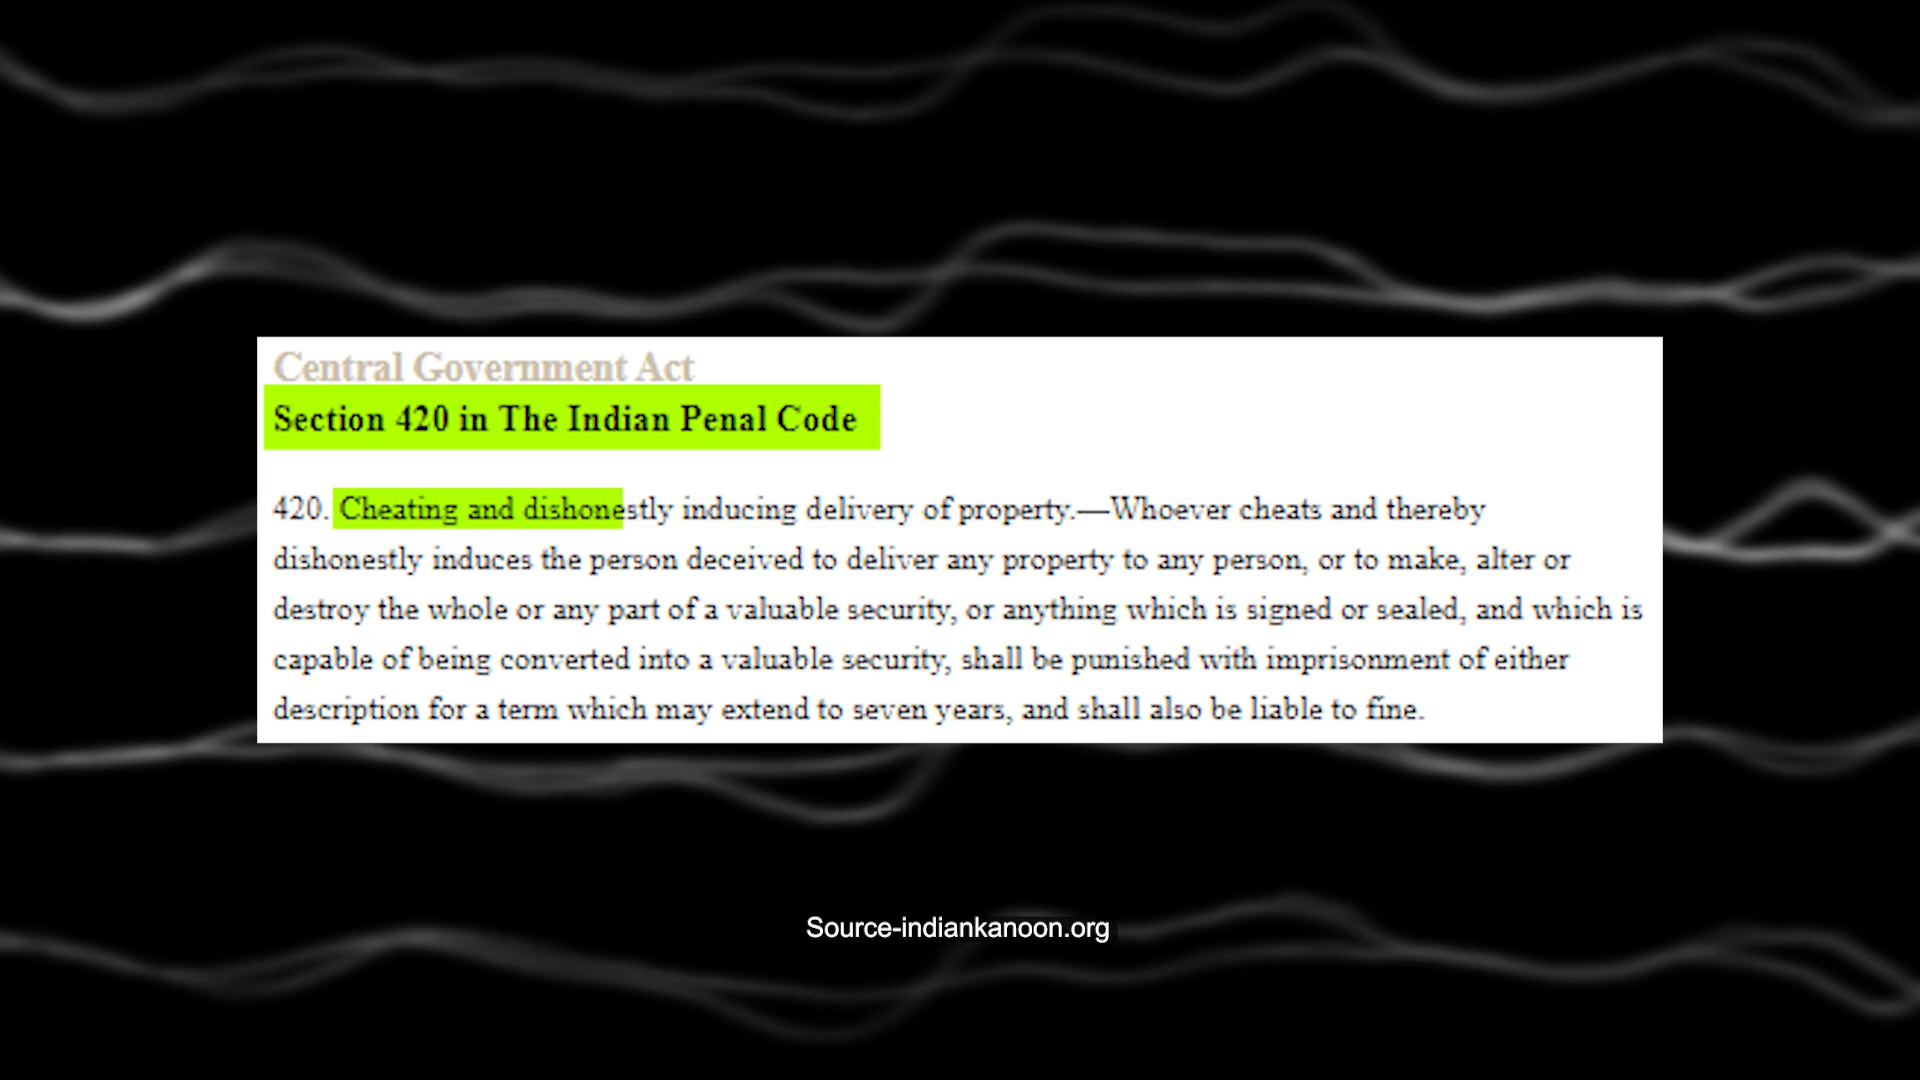 Central Government Act
Section 420 in The Indian Penal Code
420. Cheating and dishonestly inducing delivery of property.—Whoever cheats and thereby
dishonestly induces the person deceived to deliver any property to any person, or to make, alter or
destroy the whole or any part of a valuable security, or anything which is signed or sealed, and which is
capable of being converted into a valuable security, shall be punished with imprisonment of either
description for a term which may extend to seven years, and shall also be liable to fine.
Source-indiankanoon.org